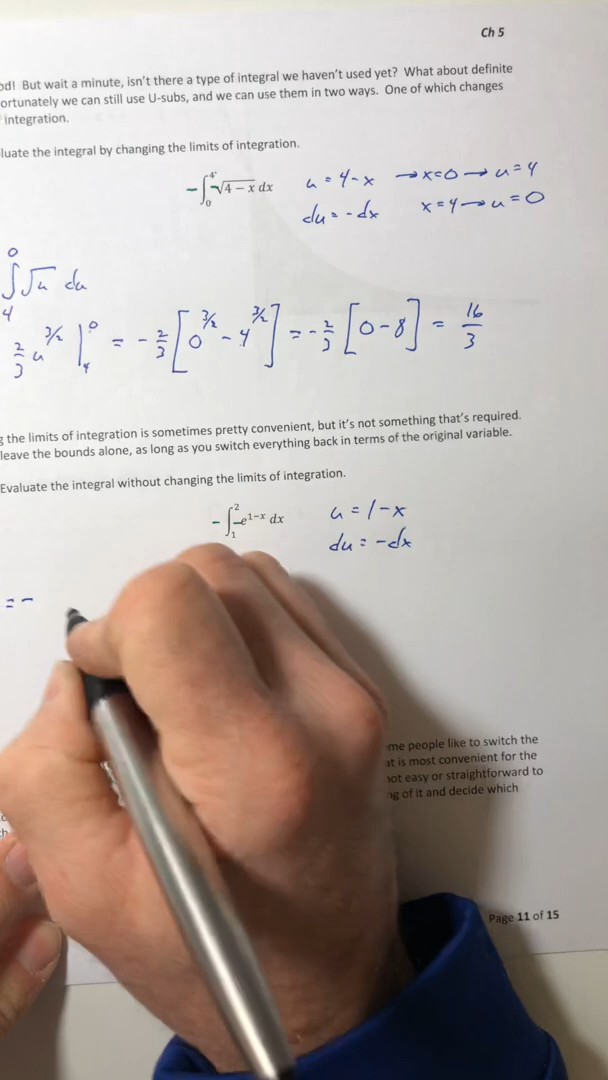 Ch 5
od! But wait a minute, isn't there a type of integral we haven't used yet? What about definite
ortunately we can still use U-subs, and we can use them in two ways. One of which changes
integration.
luate the integral by changing the limits of integration.
-∫₀⁴ -√(4 – x) dx   u = 4-x → x=0 → u=4
du = -dx   x=4 → u=0
∫₄⁰ √u du
2/3 u^(3/2) |₄⁰ = -2/3 [0^(3/2) - 4^(3/2)] = -2/3 [0-8] = 16/3
g the limits of integration is sometimes pretty convenient, but it's not something that's required.
leave the bounds alone, as long as you switch everything back in terms of the original variable.
Evaluate the integral without changing the limits of integration.
-∫₁² -e^(1-x) dx   u = 1-x
du = -dx
= -
me people like to switch the
at is most convenient for the
not easy or straightforward to
ng of it and decide which
Page 11 of 15